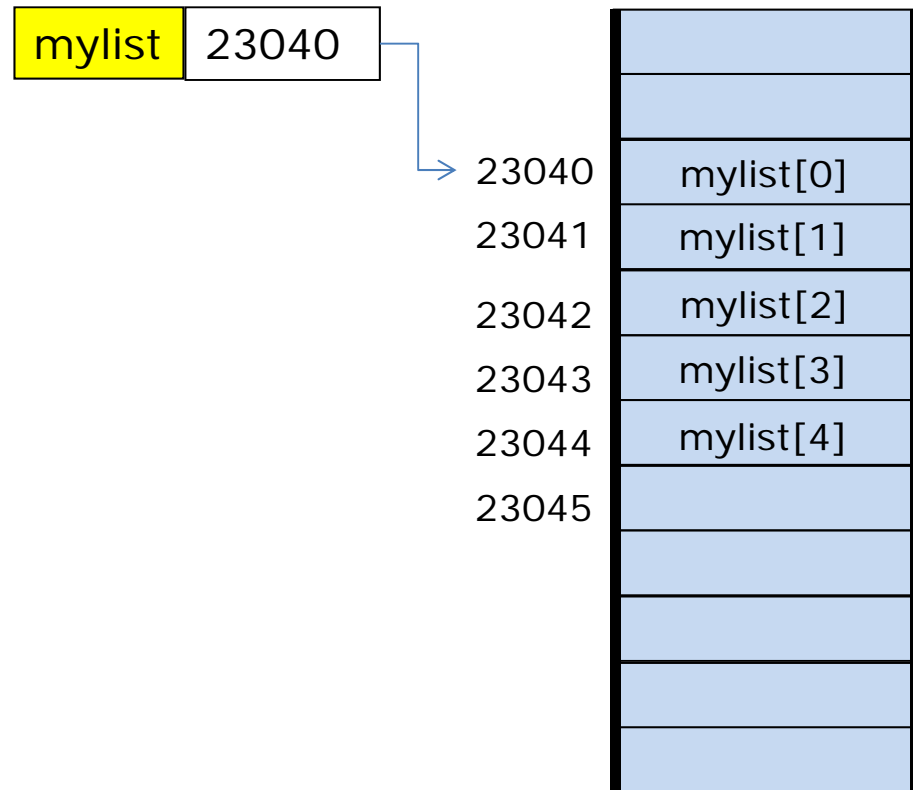 mylist 23040
23040 mylist[0]
23041 mylist[1]
23042 mylist[2]
23043 mylist[3]
23044 mylist[4]
23045